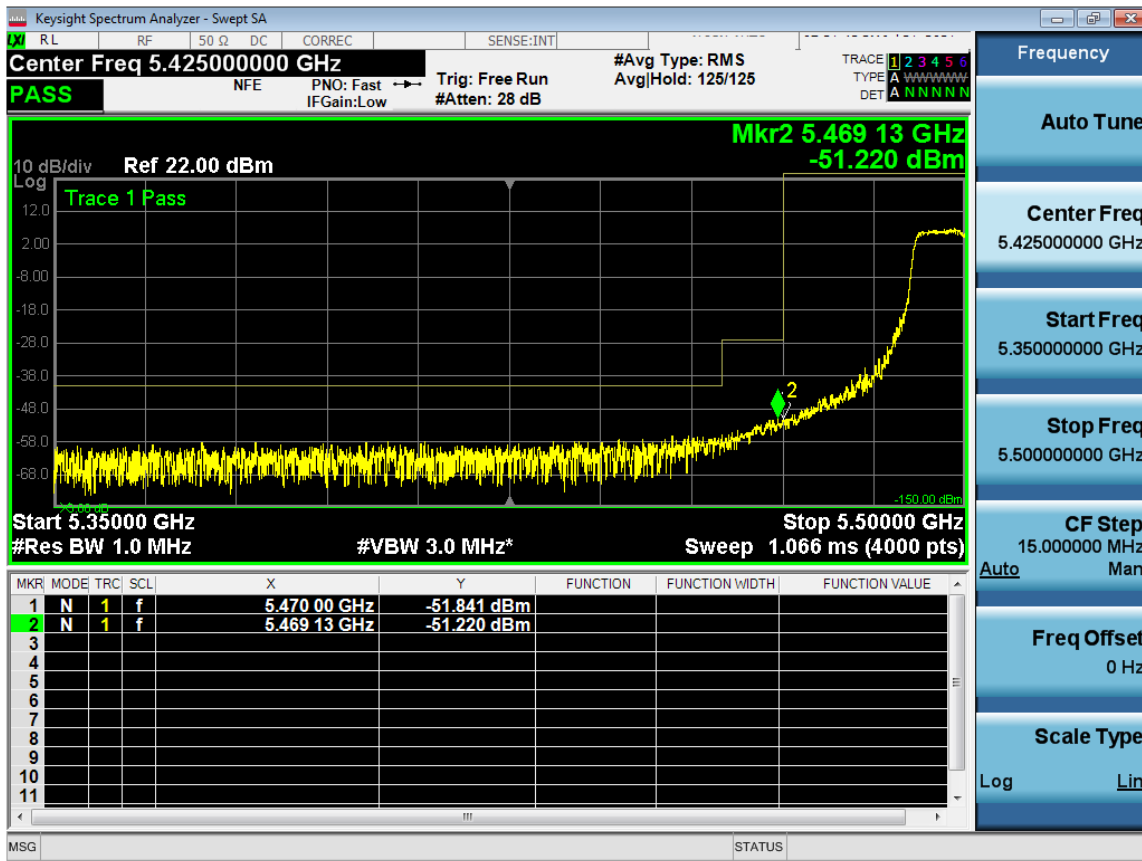 Keysight Spectrum Analyzer - Swept SA
LXI RL RF 50 Ω DC CORREC SENSE:INT
Center Freq 5.425000000 GHz
PASS
NFE
PNO: Fast
IFGain:Low
Trig: Free Run
#Atten: 28 dB
#Avg Type: RMS
Avg|Hold: 125/125
TRACE 1 2 3 4 5 6
TYPE A WWWWW
DET A N N N N N
Mkr2 5.469 13 GHz
-51.220 dBm
10 dB/div Ref 22.00 dBm
Log
Trace 1 Pass
12.0
2.00
-8.00
-18.0
-28.0
-38.0
-48.0
-58.0
-68.0
2
-150.00 dBm
Start 5.35000 GHz Stop 5.50000 GHz
#Res BW 1.0 MHz #VBW 3.0 MHz* Sweep 1.066 ms (4000 pts)
MKR MODE TRC SCL X Y FUNCTION FUNCTION WIDTH FUNCTION VALUE
1 N 1 f 5.470 00 GHz -51.841 dBm
2 N 1 f 5.469 13 GHz -51.220 dBm
3
4
5
6
7
8
9
10
11
MSG STATUS
Frequency
Auto Tune
Center Freq
5.425000000 GHz
Start Freq
5.350000000 GHz
Stop Freq
5.500000000 GHz
CF Step
15.000000 MHz
Auto Man
Freq Offset
0 Hz
Scale Type
Log Lin